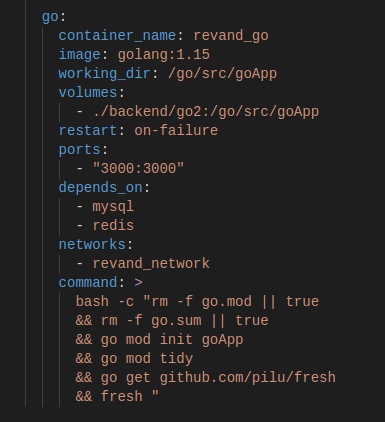 go:
container_name: revand_go
image: golang:1.15
working_dir: /go/src/goApp
volumes:
- ./backend/go2:/go/src/goApp
restart: on-failure
ports:
- "3000:3000"
depends_on:
- mysql
- redis
networks:
- revand_network
command: >
bash -c "rm -f go.mod || true
&& rm -f go.sum || true
&& go mod init goApp
&& go mod tidy
&& go get github.com/pilu/fresh
&& fresh "